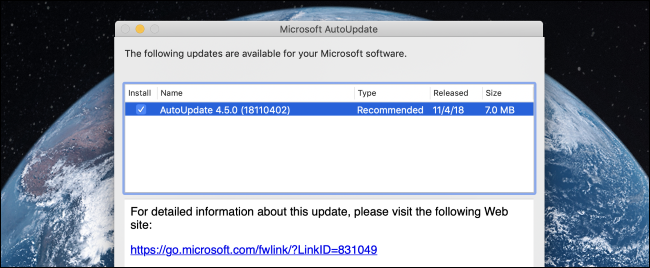 Microsoft AutoUpdate
The following updates are available for your Microsoft software.
Install Name Type Released Size
AutoUpdate 4.5.0 (18110402) Recommended 11/4/18 7.0 MB
For detailed information about this update, please visit the following Web
site:
https://go.microsoft.com/fwlink/?LinkID=831049